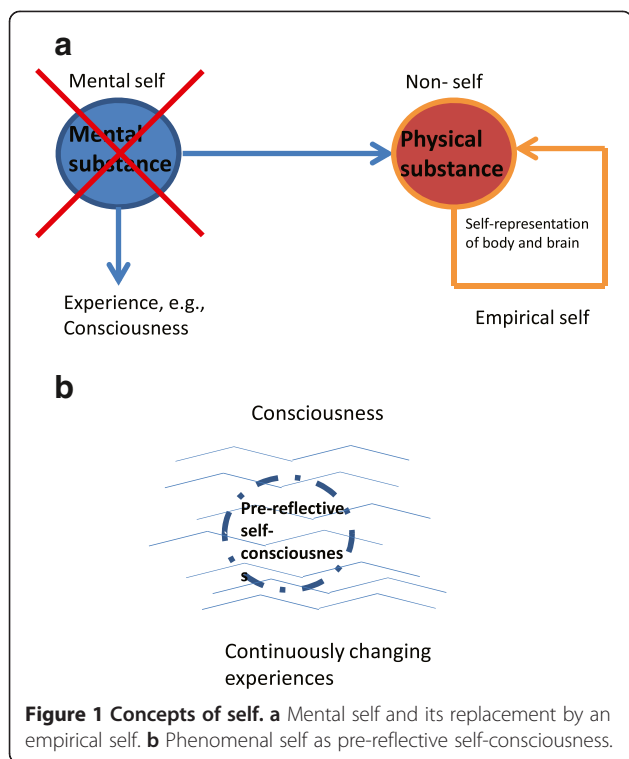 a
Mental self
Non- self
Mental
substance
Physical
substance
Self-representation
of body and brain
Experience, e.g.,
Consciousness
Empirical self
b
Consciousness
Pre-reflective
self-
consciousnes
s
Continuously changing
experiences
Figure 1 Concepts of self. a Mental self and its replacement by an
empirical self. b Phenomenal self as pre-reflective self-consciousness.